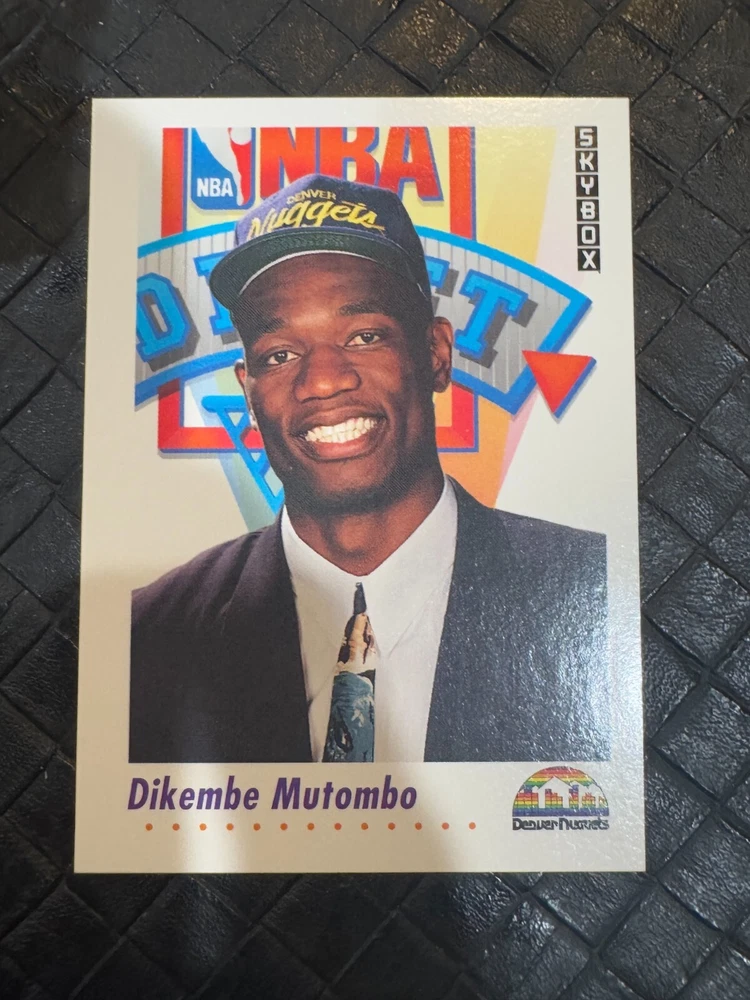 NBA
NBA
SKYBOX
DENVER
Nuggets
DRAFT
Dikembe Mutombo
Denver Nuggets